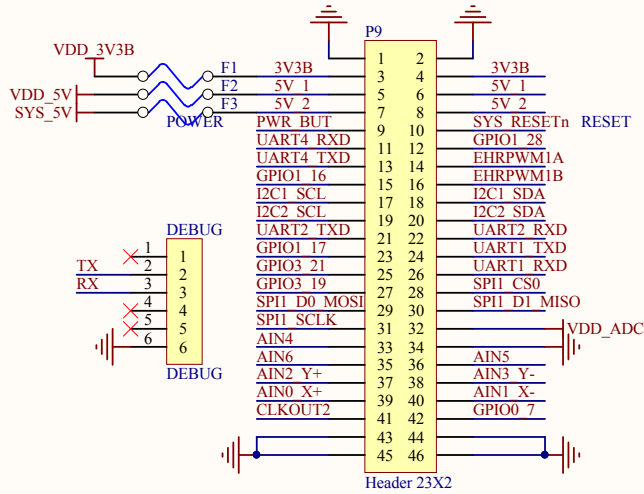 P9
VDD_3V3B
F1 3V3B 1 2
3 4 3V3B
VDD_5V F2 5V_1 5 6 5V_1
SYS_5V F3 5V_2 7 8 5V_2
POWER PWR_BUT 9 10 SYS_RESETn RESET
UART4_RXD 11 12 GPIO1_28
UART4_TXD 13 14 EHRPWM1A
GPIO1_16 15 16 EHRPWM1B
I2C1_SCL 17 18 I2C1_SDA
I2C2_SCL 19 20 I2C2_SDA
UART2_TXD 21 22 UART2_RXD
GPIO1_17 23 24 UART1_TXD
GPIO3_21 25 26 UART1_RXD
GPIO3_19 27 28 SPI1_CS0
SPI1_D0_MOSI 29 30 SPI1_D1_MISO
SPI1_SCLK 31 32 VDD_ADC
AIN4 33 34
AIN6 35 36 AIN5
AIN2_Y+ 37 38 AIN3_Y-
AIN0_X+ 39 40 AIN1_X-
CLKOUT2 41 42 GPIO0_7
43 44
45 46
Header 23X2
DEBUG
1 1
TX 2 2
RX 3 3
4 4
5 5
6 6
DEBUG